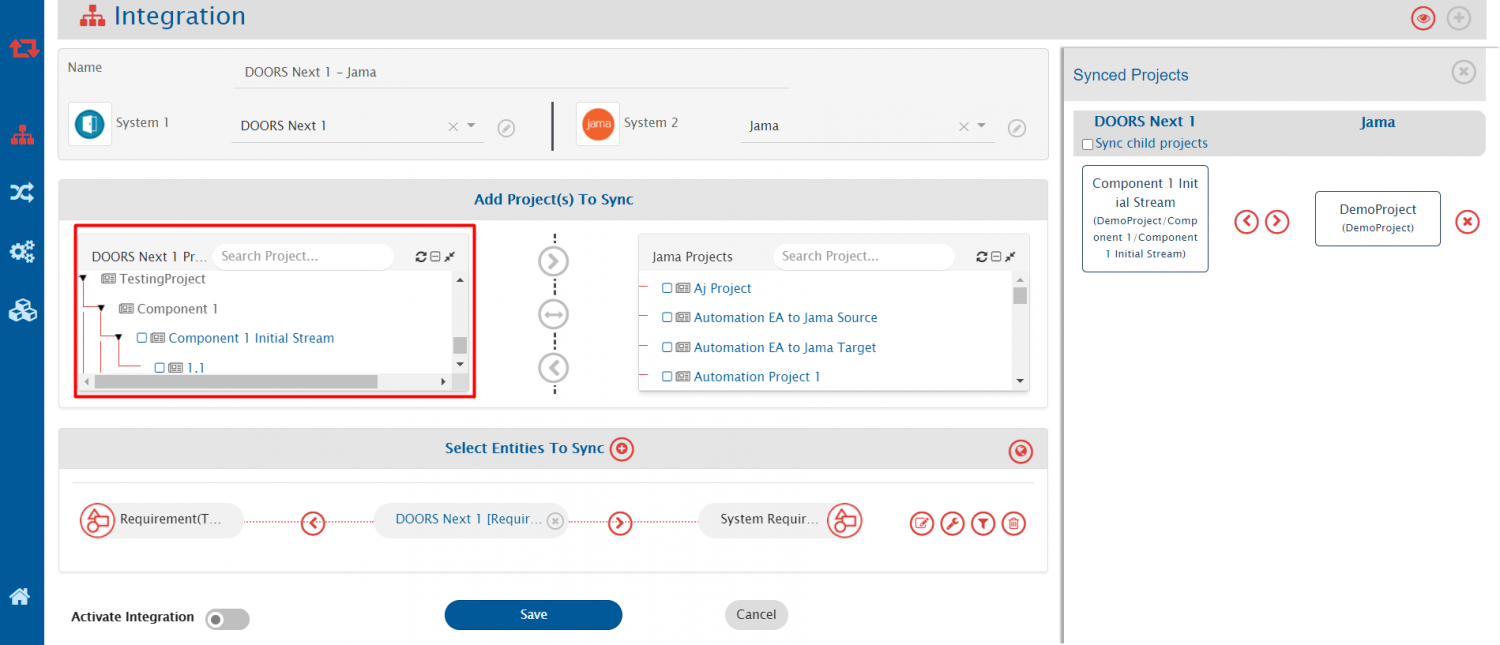 Integration
Name
DOORS Next 1 – Jama
System 1
DOORS Next 1
jama
System 2
Jama
Add Project(s) To Sync
DOORS Next 1 Pr...
Search Project...
TestingProject
Component 1
Component 1 Initial Stream
1.1
Jama Projects
Search Project...
Aj Project
Automation EA to Jama Source
Automation EA to Jama Target
Automation Project 1
Select Entities To Sync
Requirement(T...
DOORS Next 1 [Requir...
System Requir...
Activate Integration
Save
Cancel
Synced Projects
DOORS Next 1
Jama
Sync child projects
Component 1 Init
ial Stream
(DemoProject/Comp
onent 1/Component
1 Initial Stream)
DemoProject
(DemoProject)